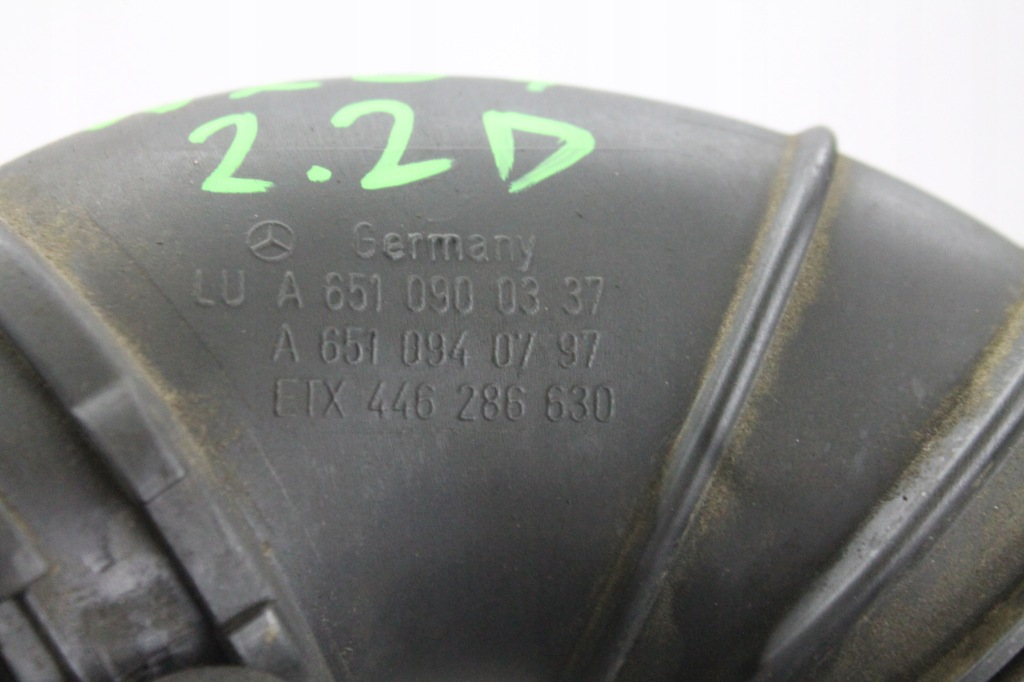 2.2D
Germany
LU A 651 090 03 37
A 651 094 07 97
ETX 446 286 630